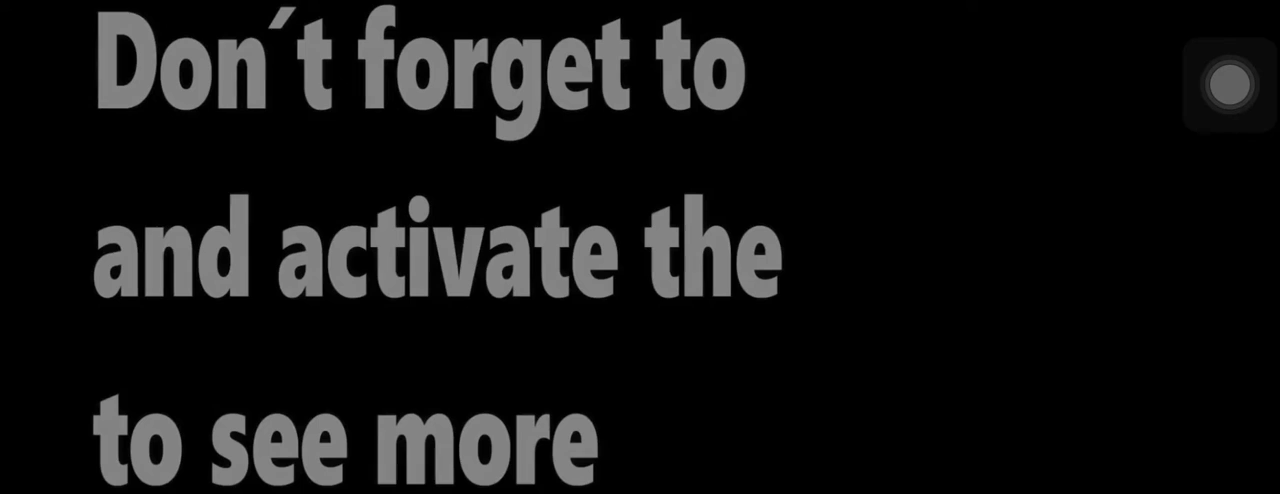 Don´t forget to
and activate the
to see more